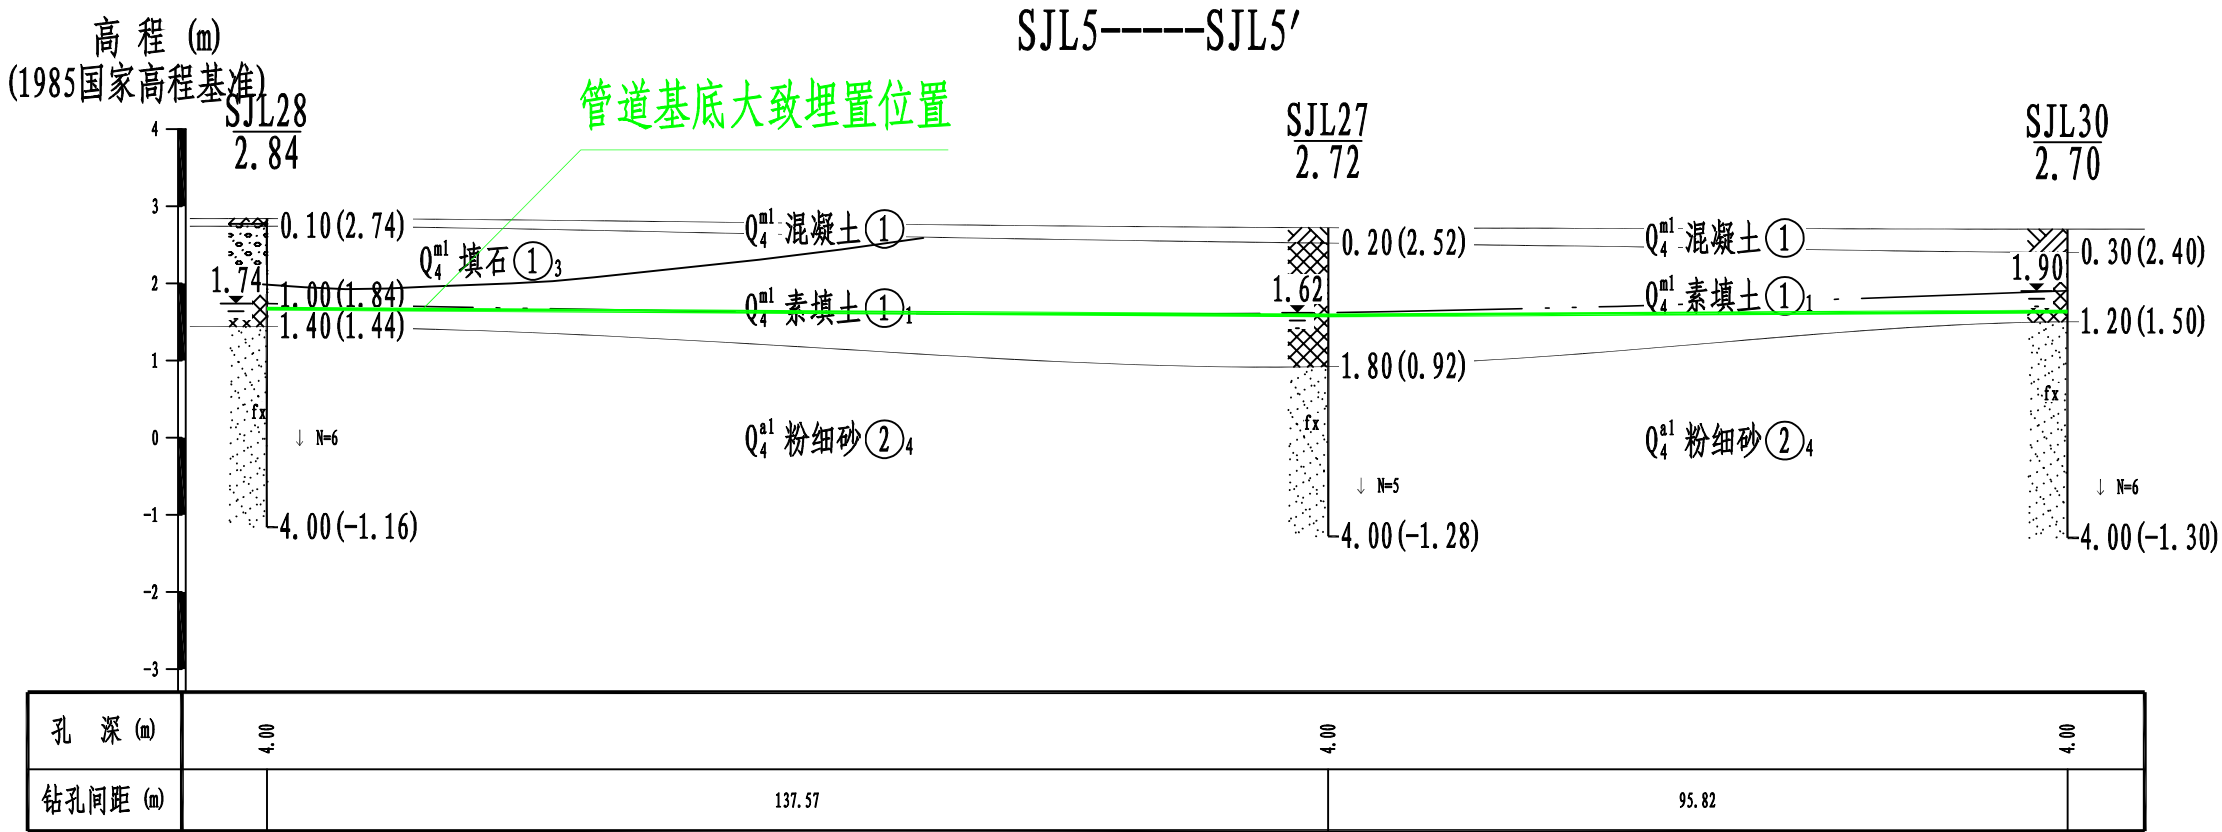 SJL5-----SJL5′
高 程 (m)
(1985国家高程基准)
管道基底大致埋置位置
SJL28
2.84
SJL27
2.72
SJL30
2.70
4
3
2
1
0
-1
-2
-3
0.10(2.74)
Q4ml 混凝土①
0.20(2.52)
Q4ml 混凝土①
0.30(2.40)
Q4ml 填石①3
1.74
1.00(1.84)
1.62
1.90
Q4ml 素填土①1
Q4ml 素填土①1
1.40(1.44)
1.80(0.92)
1.20(1.50)
fx
fx
fx
N=6
Q4al 粉细砂②4
Q4al 粉细砂②4
N=5
N=6
4.00(-1.16)
4.00(-1.28)
4.00(-1.30)
孔 深 (m) 4.00 4.00 4.00
钻孔间距 (m) 137.57 95.82